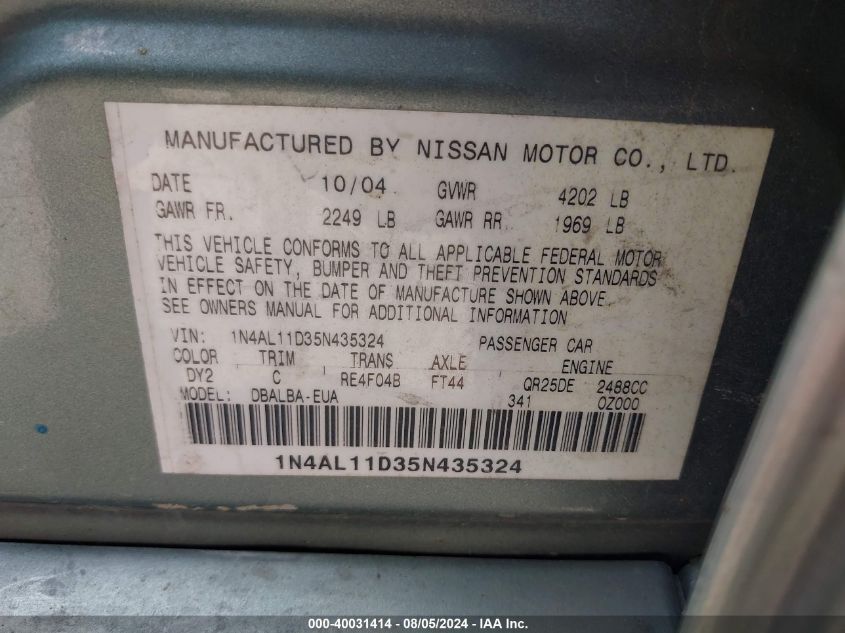 MANUFACTURED BY NISSAN MOTOR CO., LTD.
DATE 10/04 GVWR 4202 LB
GAWR FR. 2249 LB GAWR RR. 1969 LB
THIS VEHICLE CONFORMS TO ALL APPLICABLE FEDERAL MOTOR
VEHICLE SAFETY, BUMPER AND THEFT PREVENTION STANDARDS
IN EFFECT ON THE DATE OF MANUFACTURE SHOWN ABOVE.
SEE OWNERS MANUAL FOR ADDITIONAL INFORMATION
VIN: 1N4AL11D35N435324 PASSENGER CAR
COLOR TRIM TRANS AXLE ENGINE
DY2 C RE4F04B FT44 QR25DE 2488CC
MODEL: DBALBA-EUA 341 0Z000
1N4AL11D35N435324
000-40031414 - 08/05/2024 - IAA Inc.